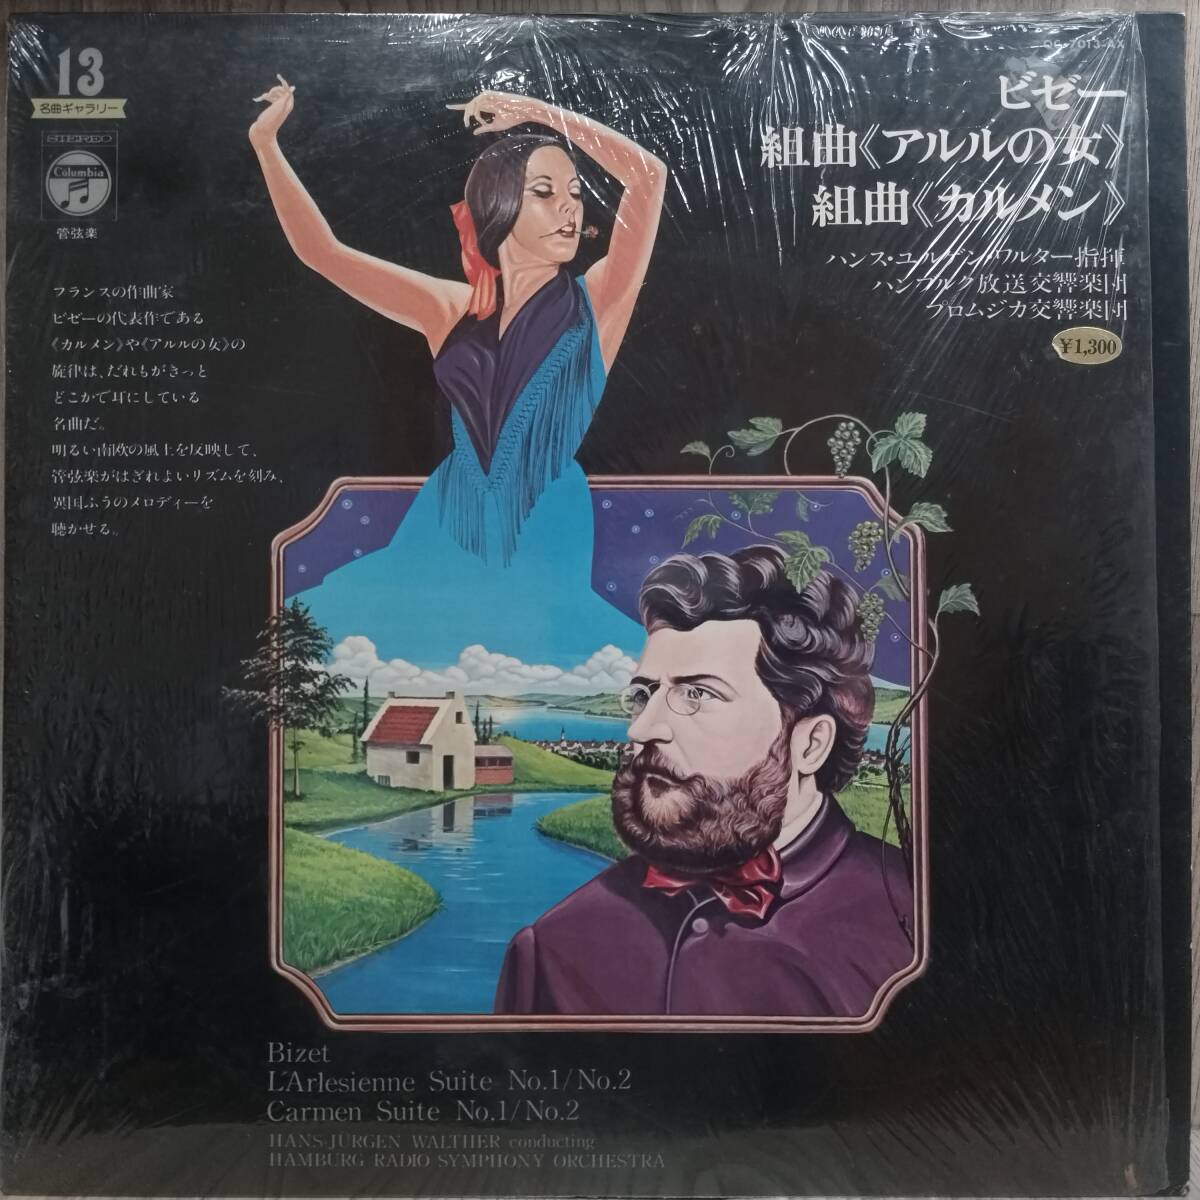 13
名曲ギャラリー
STEREO
Columbia
管弦楽
OC-7013-AX
ビゼー
組曲《アルルの女》
組曲《カルメン》
ハンス・ユルゲン・ワルター指揮
ハンブルク放送交響楽団
プロムジカ交響楽団
¥1,300
フランスの作曲家
ビゼーの代表作である
《カルメン》や《アルルの女》の
旋律は、だれもがきっと
どこかで耳にしている
名曲だ。
明るい南欧の風土を反映して、
管弦楽がはぎれよいリズムを刻み、
異国ふうのメロディーを
聴かせる。
Bizet
L'Arlesienne Suite No.1/No.2
Carmen Suite No.1/No.2
HANS-JÜRGEN WALTHER conducting
HAMBURG RADIO SYMPHONY ORCHESTRA